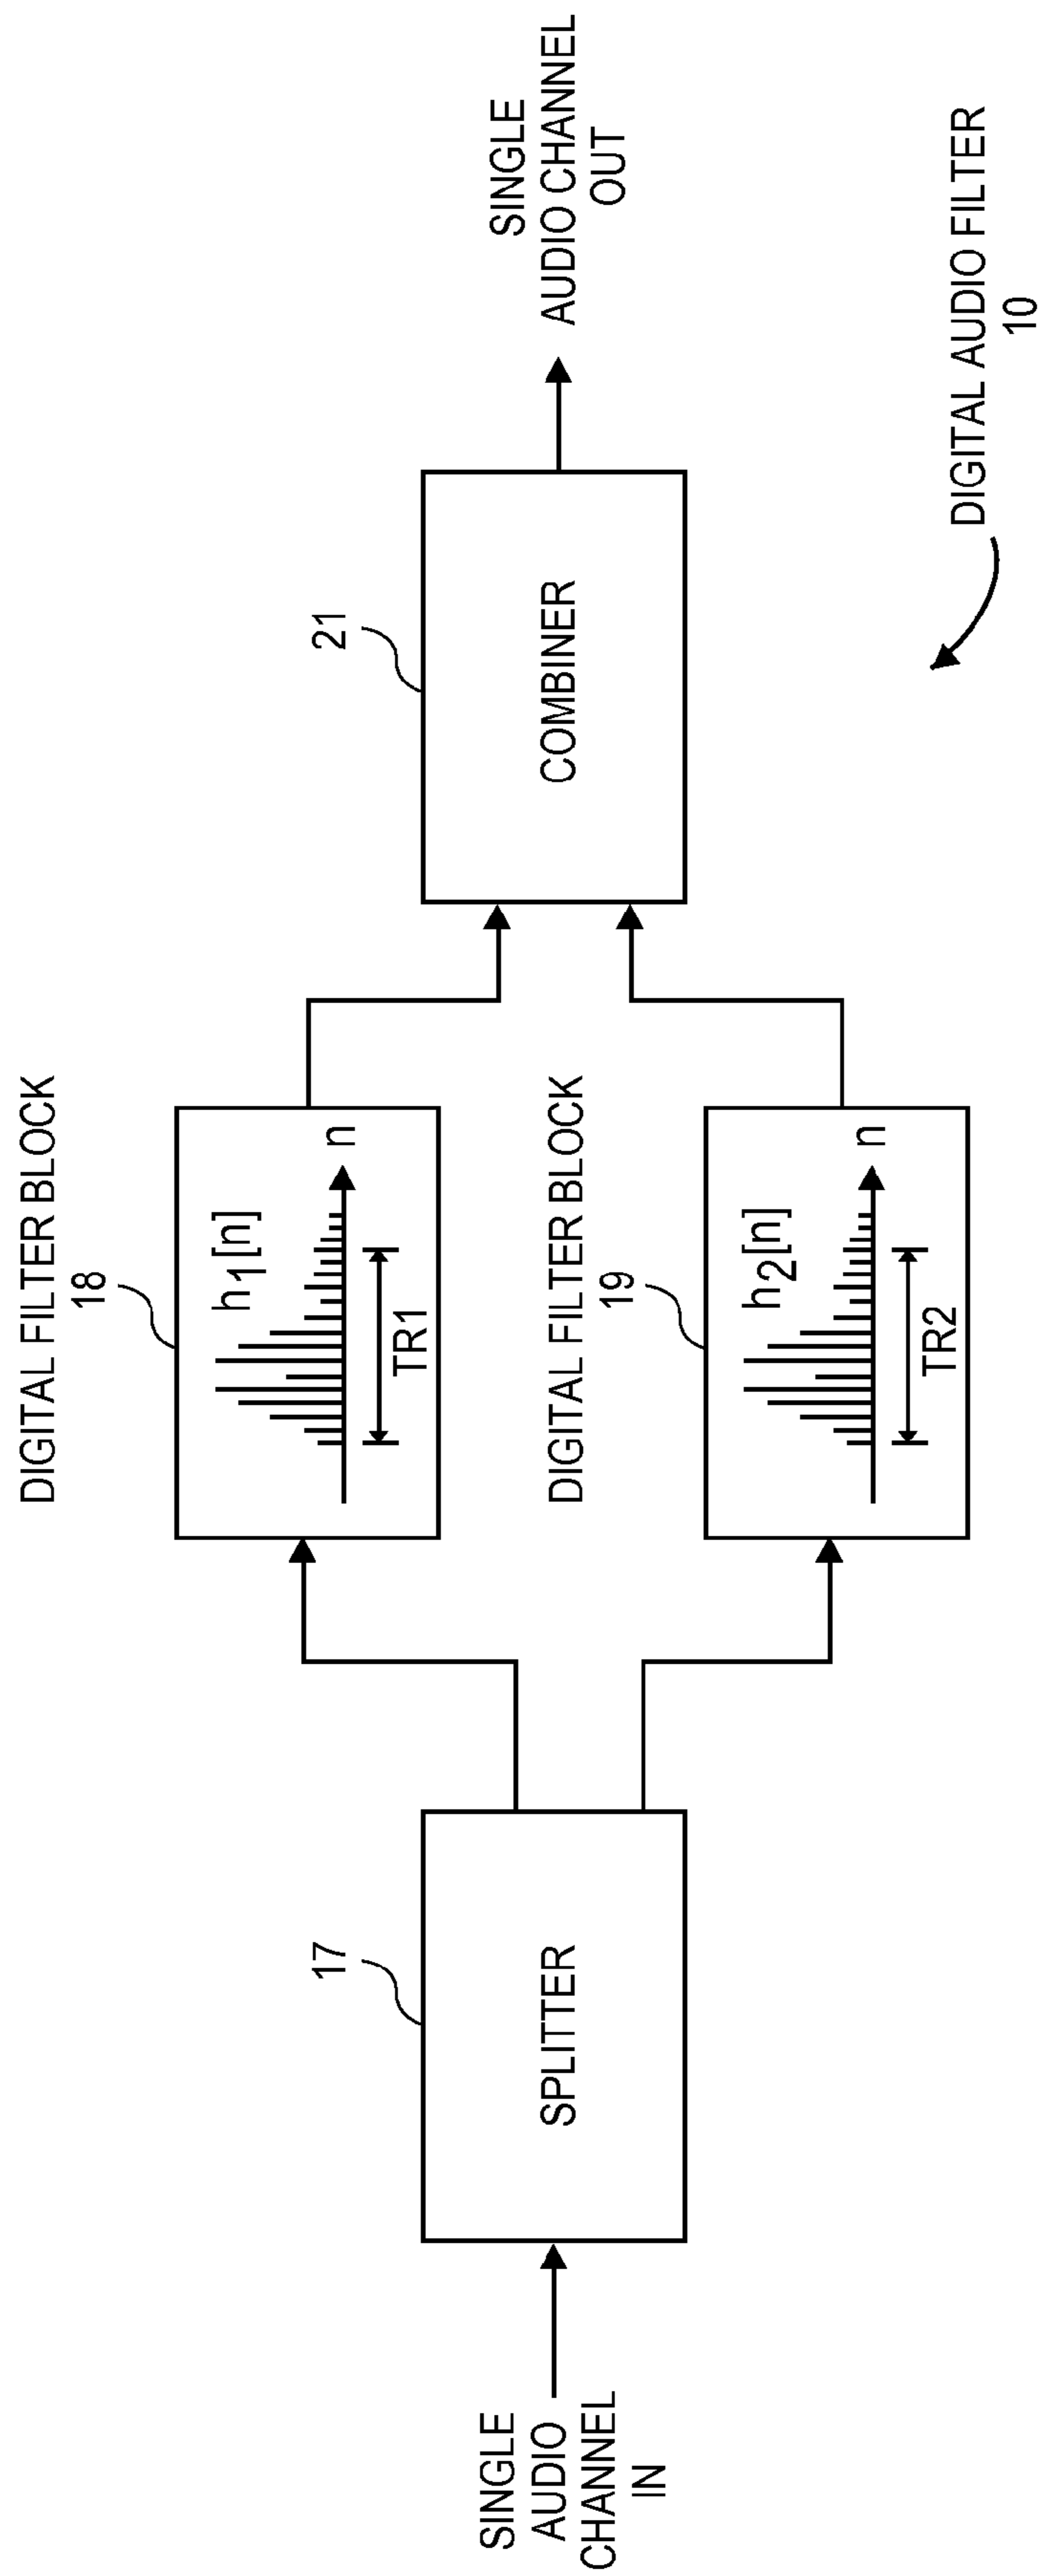 SINGLE
AUDIO
CHANNEL
IN
17
SPLITTER
DIGITAL FILTER BLOCK
18
h1[n]
n
TR1
DIGITAL FILTER BLOCK
19
h2[n]
n
TR2
21
COMBINER
SINGLE
AUDIO CHANNEL
OUT
DIGITAL AUDIO FILTER
10